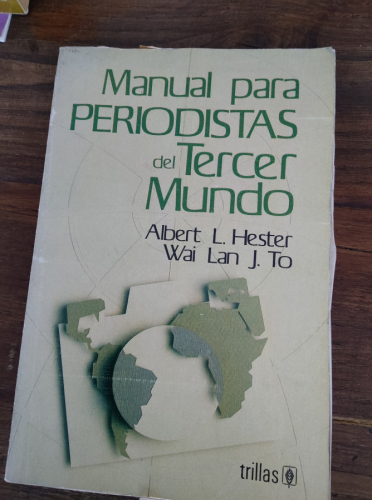 Manual para
PERIODISTAS
del Tercer
Mundo
Albert L. Hester
Wai Lan J. To
trillas